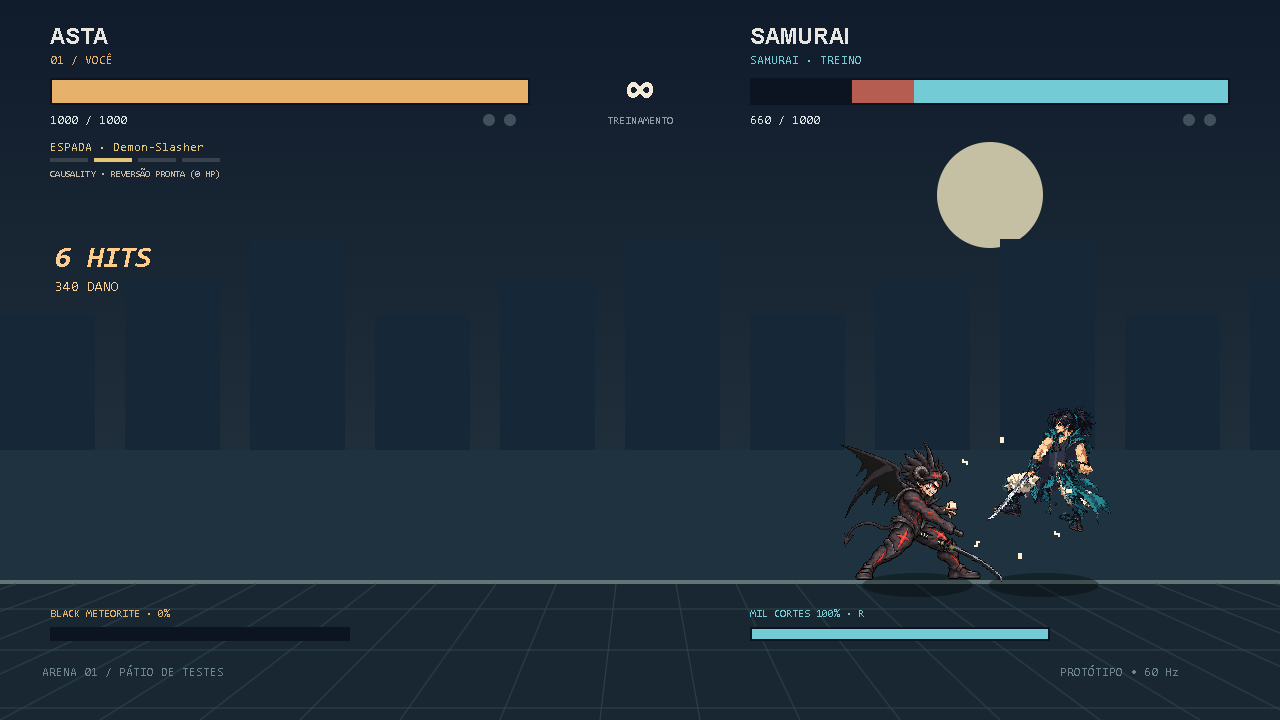 ASTA
01 / VOCÊ
1000 / 1000
ESPADA · Demon-Slasher
CAUSALITY · REVERSÃO PRONTA (0 HP)
∞
TREINAMENTO
SAMURAI
SAMURAI · TREINO
660 / 1000
6 HITS
340 DANO
BLACK METEORITE · 0%
MIL CORTES 100% · R
ARENA 01 / PÁTIO DE TESTES
PROTÓTIPO • 60 Hz